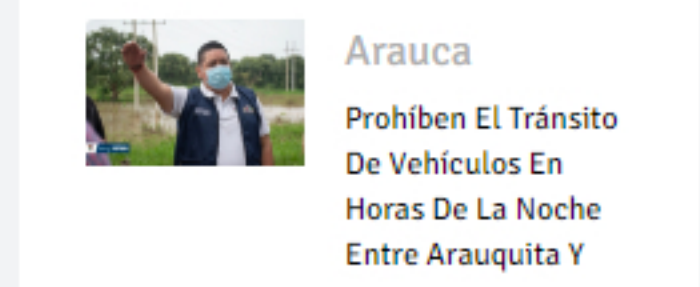 Arauca
Prohíben El Tránsito
De Vehículos En
Horas De La Noche
Entre Arauquita Y